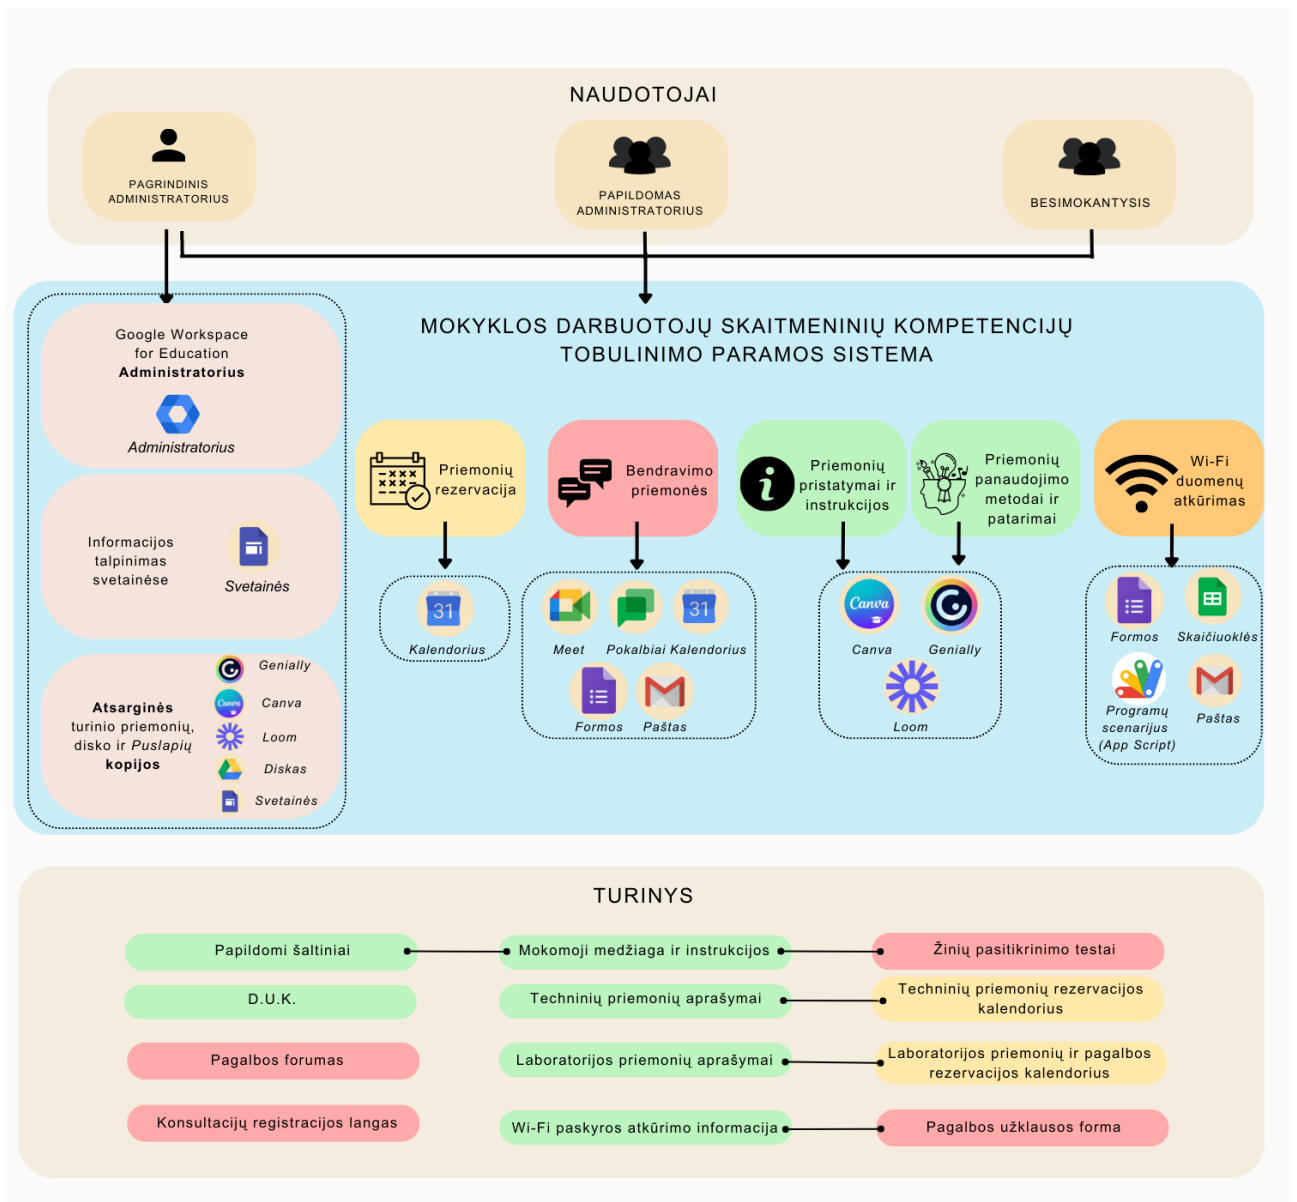 NAUDOTOJAI
PAGRINDINIS
ADMINISTRATORIUS
PAPILDOMAS
ADMINISTRATORIUS
BESIMOKANTYSIS
MOKYKLOS DARBUOTOJŲ SKAITMENINIŲ KOMPETENCIJŲ
TOBULINIMO PARAMOS SISTEMA
Google Workspace
for Education
Administratorius
Administratorius
Informacijos
talpinimas
svetainėse
Svetainės
Atsarginės
turinio priemonių,
disko ir Puslapių
kopijos
Genially
Canva
Canva
Loom
Diskas
Svetainės
Priemonių
rezervacija
31
Kalendorius
Bendravimo
priemonės
31
Meet
Pokalbiai
Kalendorius
Formos
Paštas
Priemonių
pristatymai ir
instrukcijos
Priemonių
panaudojimo
metodai ir
patarimai
Canva
Canva
Genially
Loom
Wi-Fi
duomenų
atkūrimas
Formos
Skaičiuoklės
Programų
scenarijus
(App Script)
Paštas
TURINYS
Papildomi šaltiniai
Mokomoji medžiaga ir instrukcijos
Žinių pasitikrinimo testai
D.U.K.
Techninių priemonių aprašymai
Techninių priemonių rezervacijos
kalendorius
Pagalbos forumas
Laboratorijos priemonių aprašymai
Laboratorijos priemonių ir pagalbos
rezervacijos kalendorius
Konsultacijų registracijos langas
Wi-Fi paskyros atkūrimo informacija
Pagalbos užklausos forma